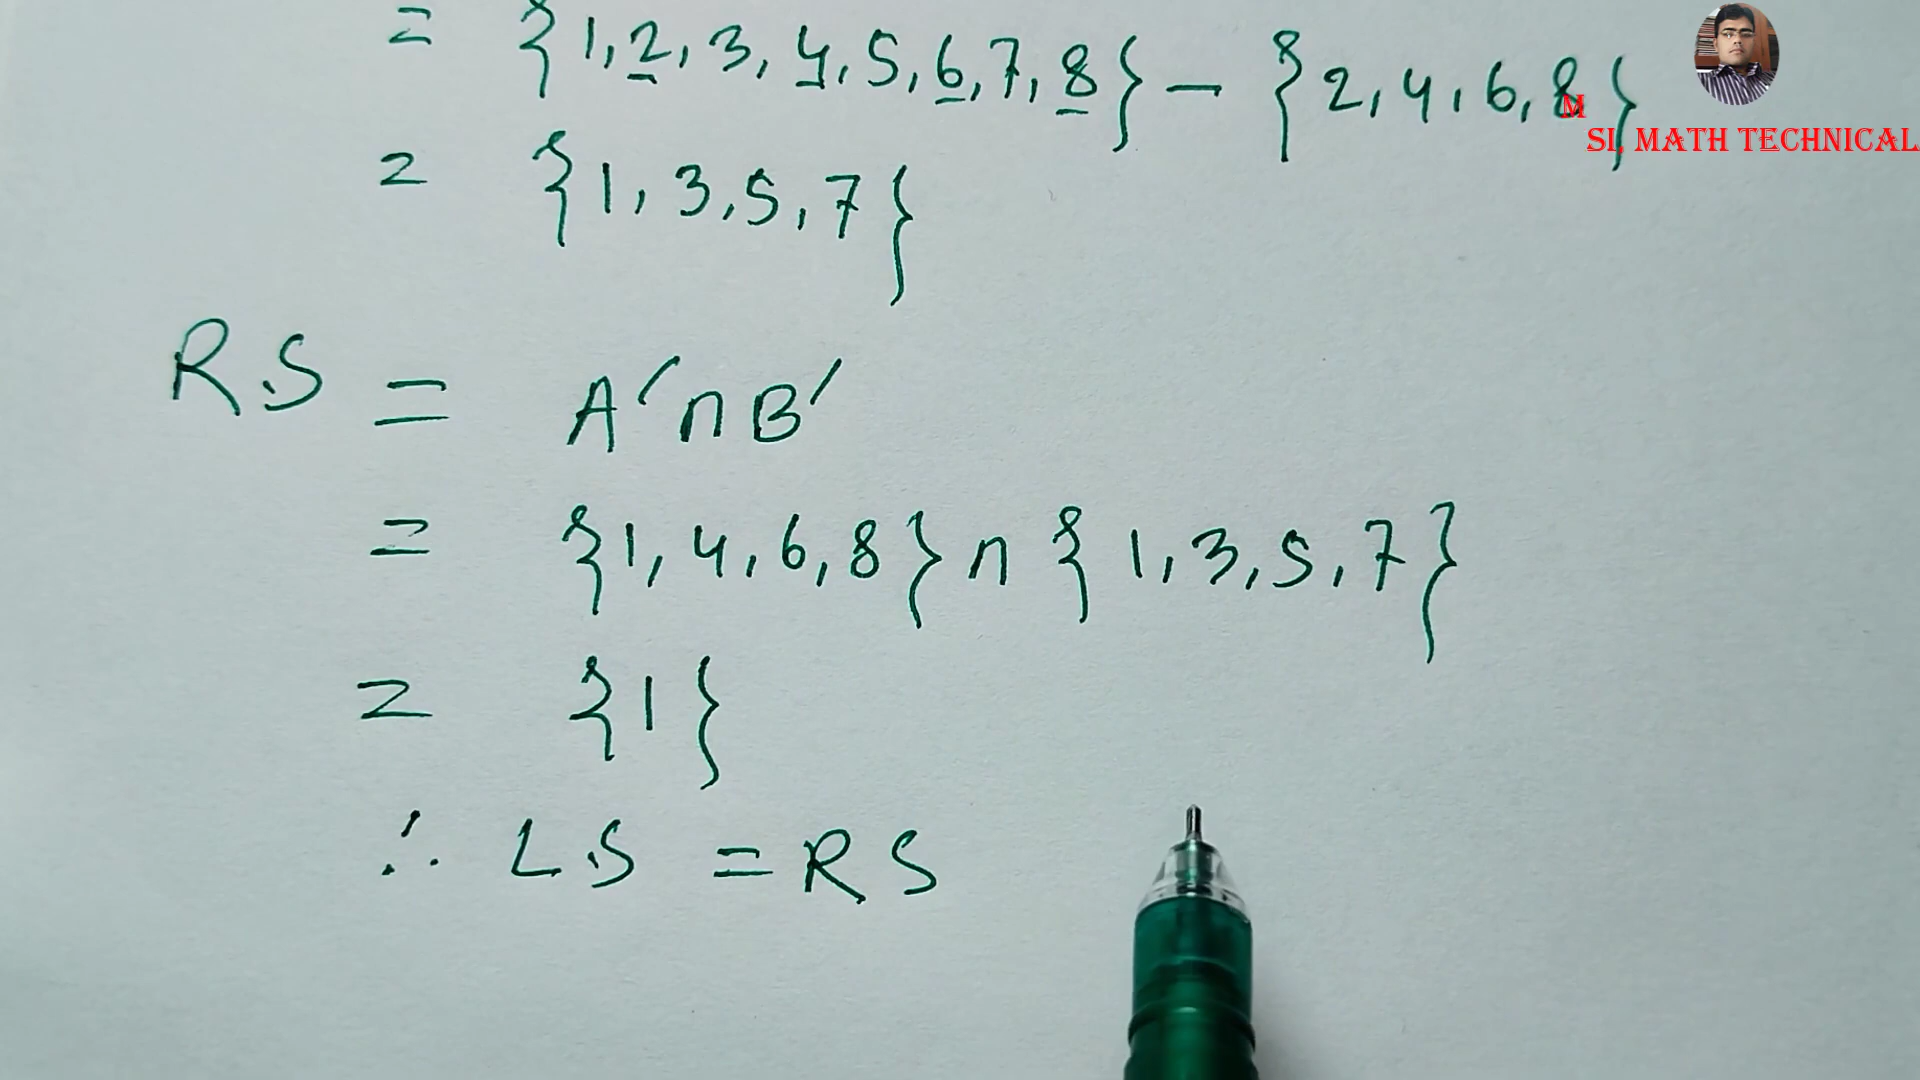 = {1, 2, 3, 4, 5, 6, 7, 8} - {2, 4, 6, 8}
M
SI, MATH TECHNICAL
= {1, 3, 5, 7}
R.S = A′∩B′
= {1, 4, 6, 8} ∩ {1, 3, 5, 7}
= {1}
∴ L.S = R S